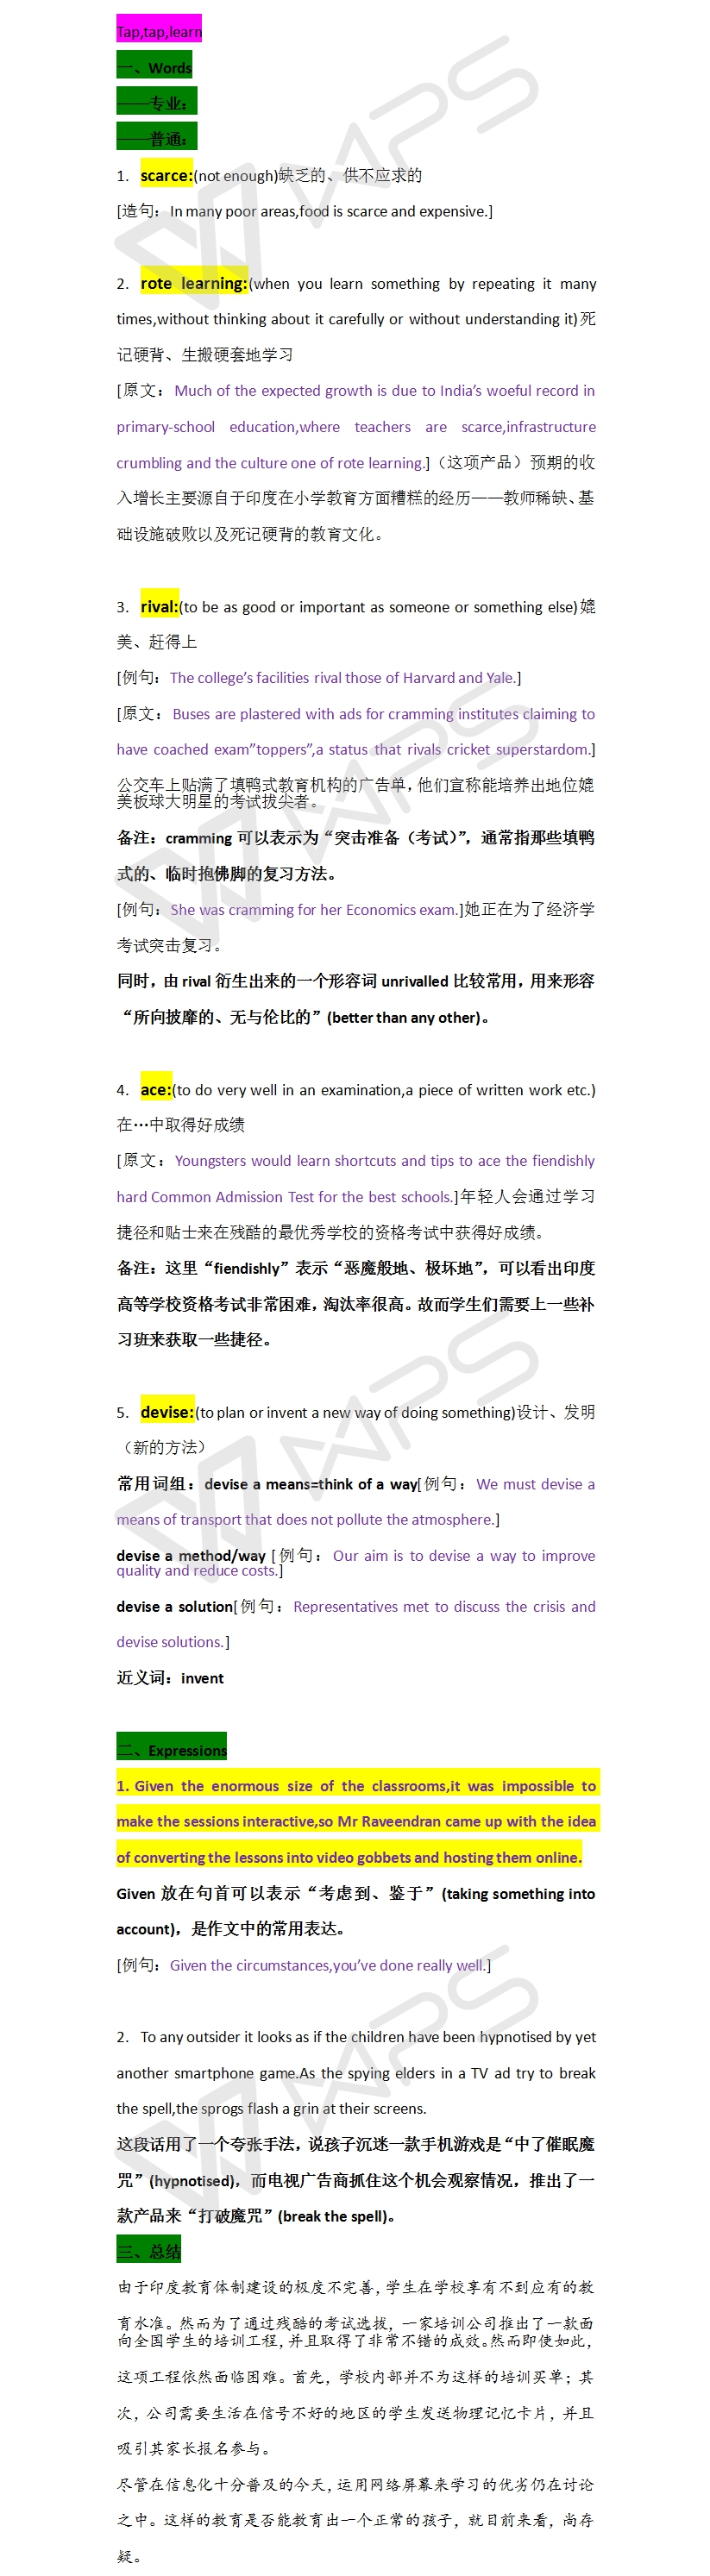 Tap,tap,learn
一、Words
——专业：
——普通：
1. scarce:(not enough)缺乏的、供不应求的
[造句：In many poor areas,food is scarce and expensive.]
2. rote learning:(when you learn something by repeating it many
times,without thinking about it carefully or without understanding it)死
记硬背、生搬硬套地学习
[原文：Much of the expected growth is due to India’s woeful record in
primary-school education,where teachers are scarce,infrastructure
crumbling and the culture one of rote learning.]（这项产品）预期的收
入增长主要源自于印度在小学教育方面糟糕的经历——教师稀缺、基
础设施破败以及死记硬背的教育文化。
3. rival:(to be as good or important as someone or something else)媲
美、赶得上
[例句：The college’s facilities rival those of Harvard and Yale.]
[原文：Buses are plastered with ads for cramming institutes claiming to
have coached exam”toppers”,a status that rivals cricket superstardom.]
公交车上贴满了填鸭式教育机构的广告单，他们宣称能培养出地位媲
美板球大明星的考试拔尖者。
备注：cramming 可以表示为“突击准备（考试）”，通常指那些填鸭
式的、临时抱佛脚的复习方法。
[例句：She was cramming for her Economics exam.]她正在为了经济学
考试突击复习。
同时，由 rival 衍生出来的一个形容词 unrivalled 比较常用，用来形容
“所向披靡的、无与伦比的”(better than any other)。
4. ace:(to do very well in an examination,a piece of written work etc.)
在…中取得好成绩
[原文：Youngsters would learn shortcuts and tips to ace the fiendishly
hard Common Admission Test for the best schools.]年轻人会通过学习
捷径和贴士来在残酷的最优秀学校的资格考试中获得好成绩。
备注：这里“fiendishly”表示“恶魔般地、极坏地”，可以看出印度
高等学校资格考试非常困难，淘汰率很高。故而学生们需要上一些补
习班来获取一些捷径。
5. devise:(to plan or invent a new way of doing something)设计、发明
（新的方法）
常用词组：devise a means=think of a way[例句：We must devise a
means of transport that does not pollute the atmosphere.]
devise a method/way [例句：Our aim is to devise a way to improve
quality and reduce costs.]
devise a solution[例句：Representatives met to discuss the crisis and
devise solutions.]
近义词：invent
二、Expressions
1. Given the enormous size of the classrooms,it was impossible to
make the sessions interactive,so Mr Raveendran came up with the idea
of converting the lessons into video gobbets and hosting them online.
Given 放在句首可以表示“考虑到、鉴于”(taking something into
account)，是作文中的常用表达。
[例句：Given the circumstances,you’ve done really well.]
2. To any outsider it looks as if the children have been hypnotised by yet
another smartphone game.As the spying elders in a TV ad try to break
the spell,the sprogs flash a grin at their screens.
这段话用了一个夸张手法，说孩子沉迷一款手机游戏是“中了催眠魔
咒”(hypnotised)，而电视广告商抓住这个机会观察情况，推出了一
款产品来“打破魔咒”(break the spell)。
三、总结
由于印度教育体制建设的极度不完善，学生在学校享有不到应有的教
育水准。然而为了通过残酷的考试选拔，一家培训公司推出了一款面
向全国学生的培训工程，并且取得了非常不错的成效。然而即使如此，
这项工程依然面临困难。首先，学校内部并不为这样的培训买单；其
次，公司需要生活在信号不好的地区的学生发送物理记忆卡片，并且
吸引其家长报名参与。
尽管在信息化十分普及的今天，运用网络屏幕来学习的优劣仍在讨论
之中。这样的教育是否能教育出一个正常的孩子，就目前来看，尚存
疑。
WPS
WPS
WPS
WPS